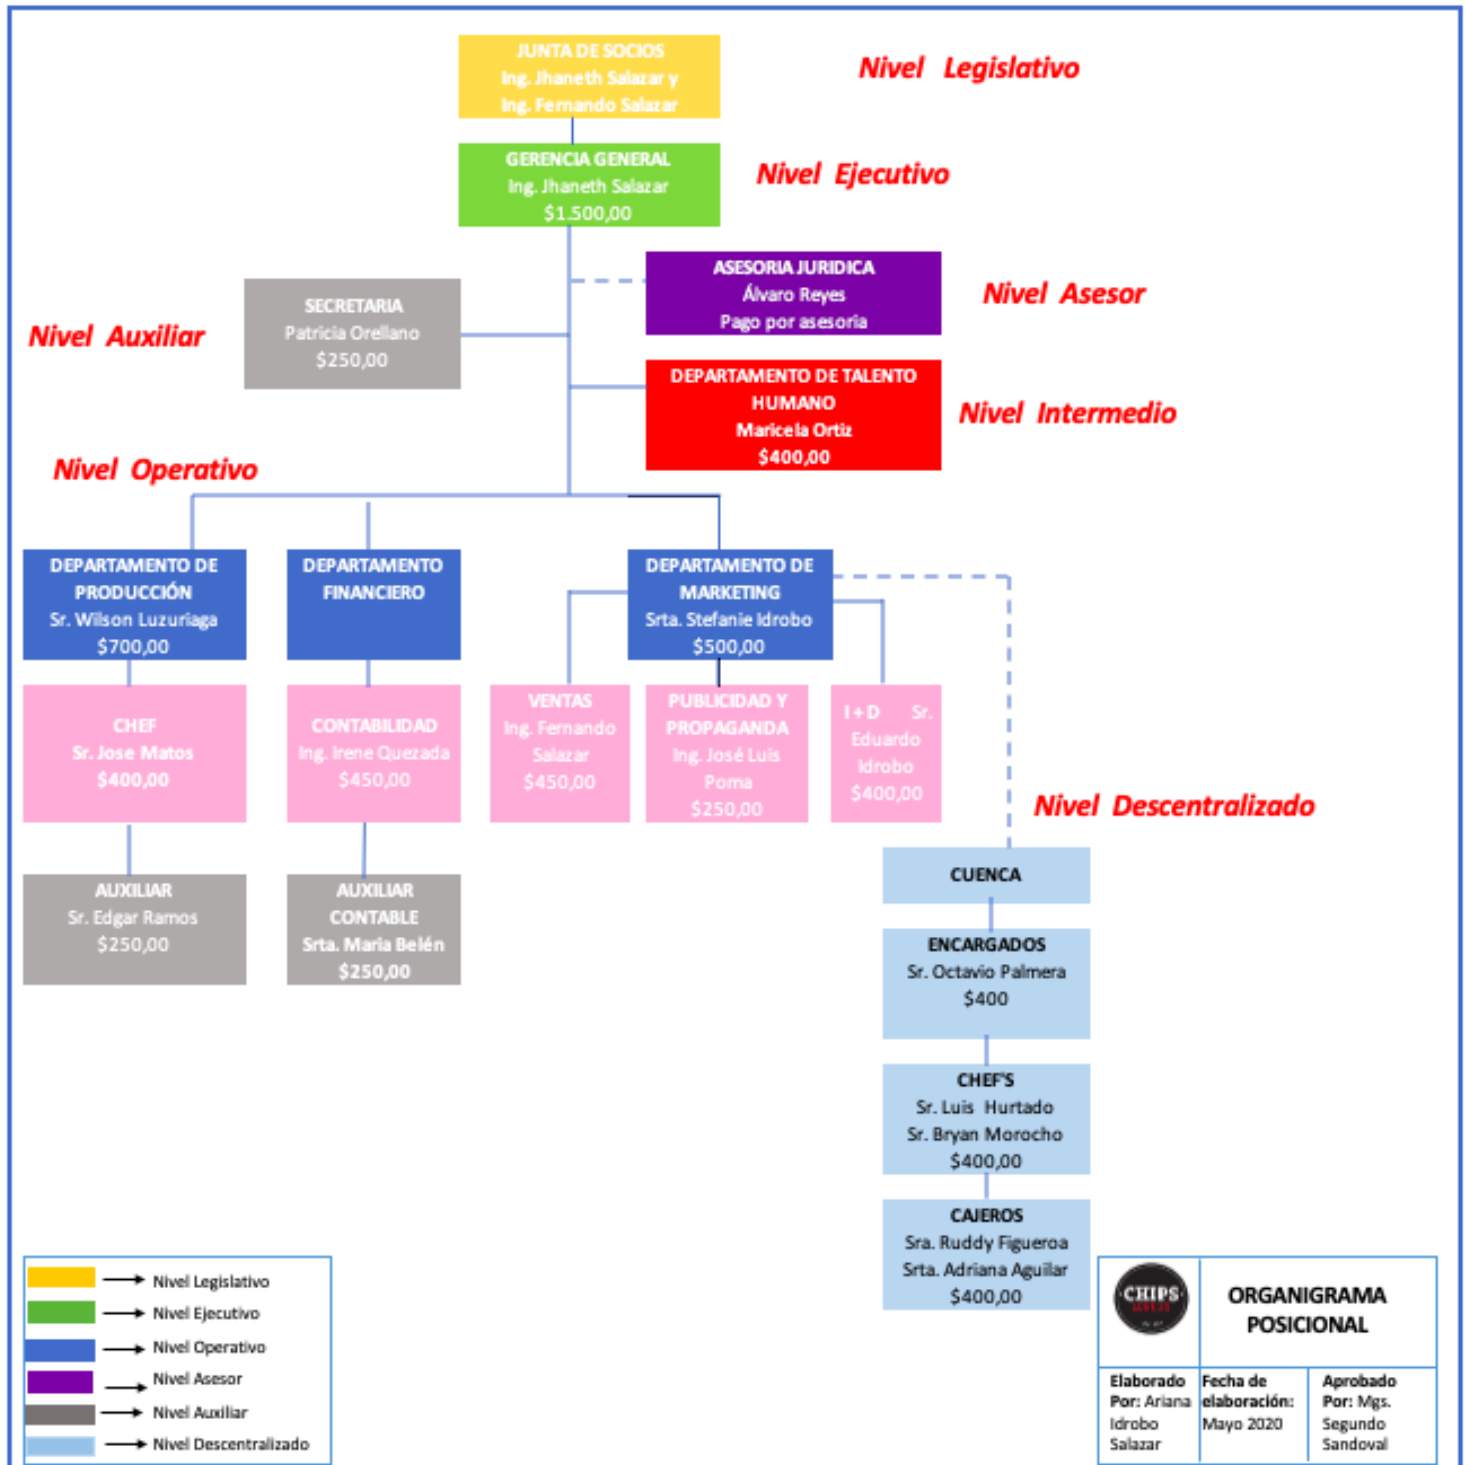 JUNTA DE SOCIOS
Ing. Jhaneth Salazar y
Ing. Fernando Salazar
Nivel Legislativo
GERENCIA GENERAL
Ing. Jhaneth Salazar
$1.500,00
Nivel Ejecutivo
ASESORIA JURIDICA
Álvaro Reyes
Pago por asesoria
Nivel Asesor
SECRETARIA
Patricia Orellano
$250,00
Nivel Auxiliar
DEPARTAMENTO DE TALENTO
HUMANO
Maricela Ortiz
$400,00
Nivel Intermedio
Nivel Operativo
DEPARTAMENTO DE
PRODUCCIÓN
Sr. Wilson Luzuriaga
$700,00
DEPARTAMENTO
FINANCIERO
DEPARTAMENTO DE
MARKETING
Srta. Stefanie Idrobo
$500,00
CHEF
Sr. Jose Matos
$400,00
CONTABILIDAD
Ing. Irene Quezada
$450,00
VENTAS
Ing. Fernando
Salazar
$450,00
PUBLICIDAD Y
PROPAGANDA
Ing. José Luis
Poma
$250,00
I + D Sr.
Eduardo
Idrobo
$400,00
Nivel Descentralizado
AUXILIAR
Sr. Edgar Ramos
$250,00
AUXILIAR
CONTABLE
Srta. Maria Belén
$250,00
CUENCA
ENCARGADOS
Sr. Octavio Palmera
$400
CHEF'S
Sr. Luis Hurtado
Sr. Bryan Morocho
$400,00
CAJEROS
Sra. Ruddy Figueroa
Srta. Adriana Aguilar
$400,00
Nivel Legislativo
Nivel Ejecutivo
Nivel Operativo
Nivel Asesor
Nivel Auxiliar
Nivel Descentralizado
CHIPS
ORGANIGRAMA
POSICIONAL
Elaborado
Por: Ariana
Idrobo
Salazar
Fecha de
elaboración:
Mayo 2020
Aprobado
Por: Mgs.
Segundo
Sandoval